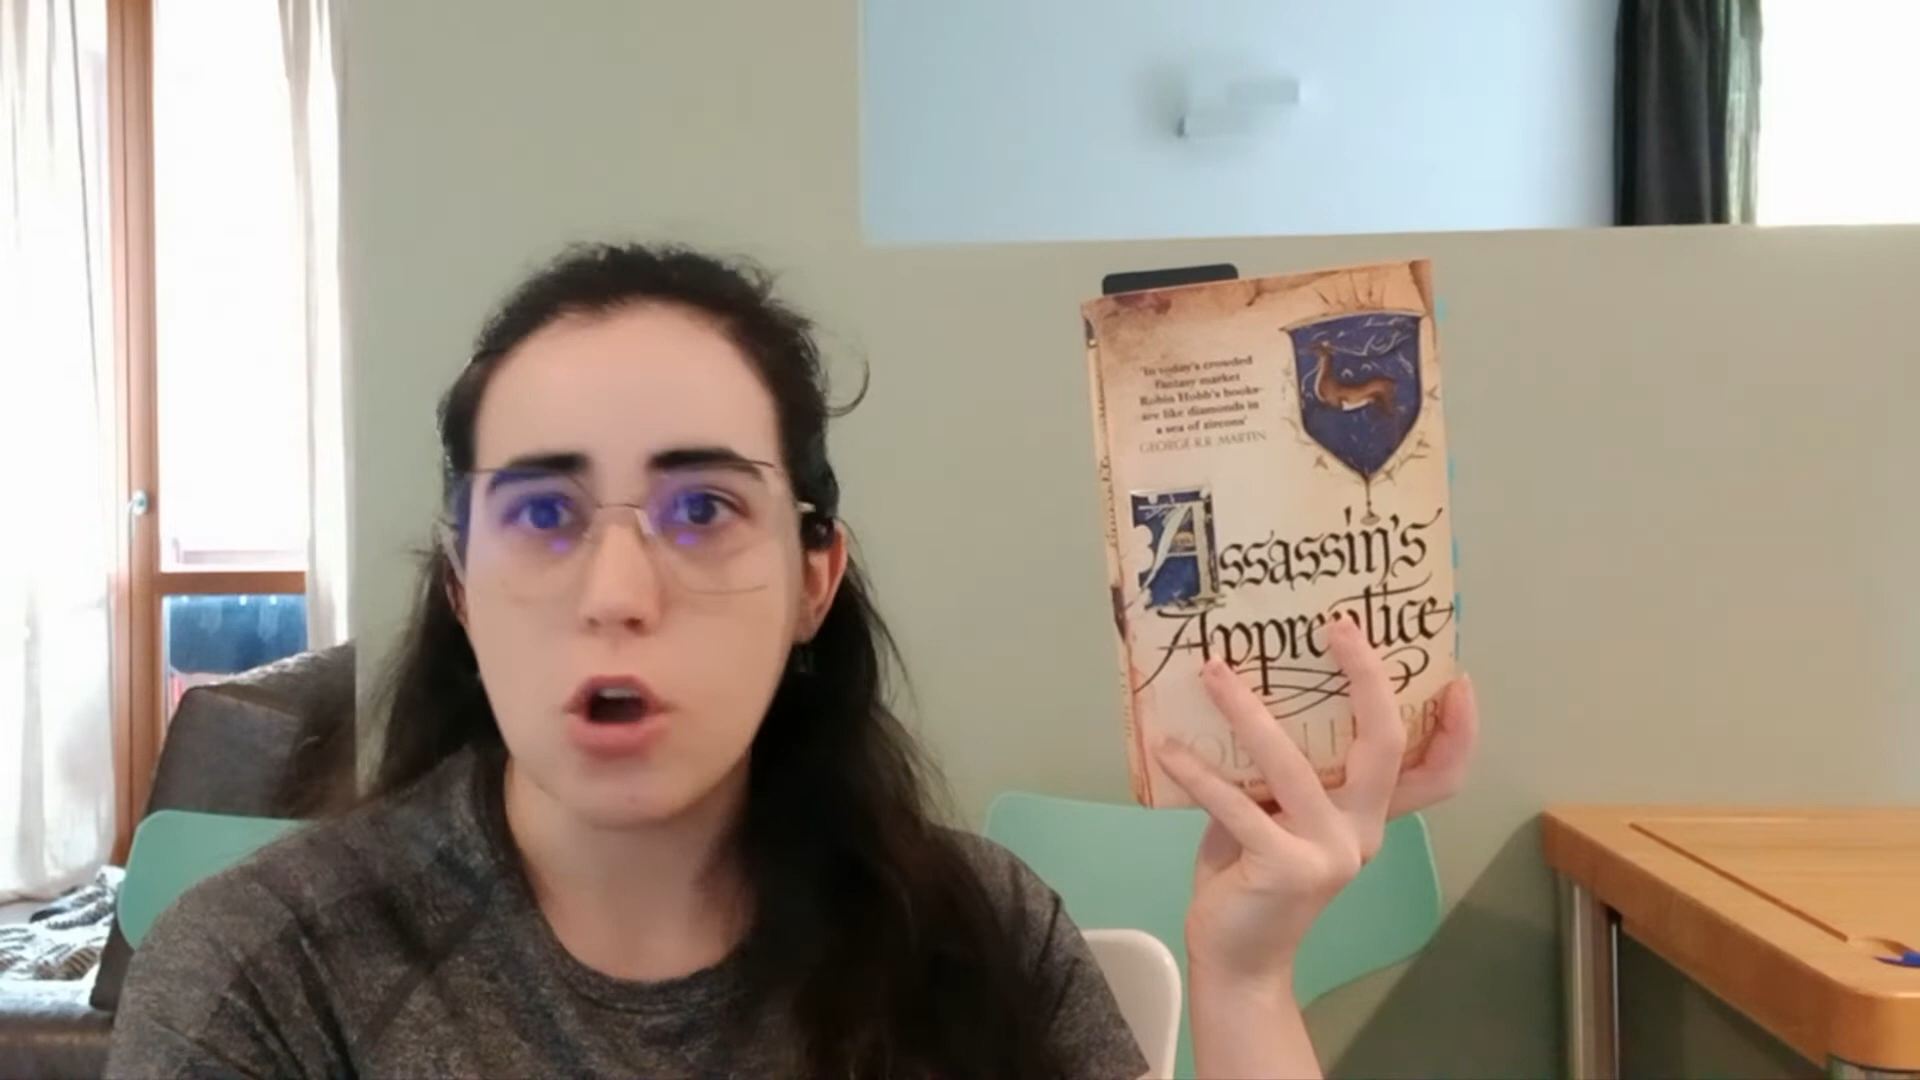 'In today's crowded
fantasy market
Robin Hobb's books
are like diamonds in
a sea of zircons'
GEORGE R.R. MARTIN
Assassin's
Apprentice